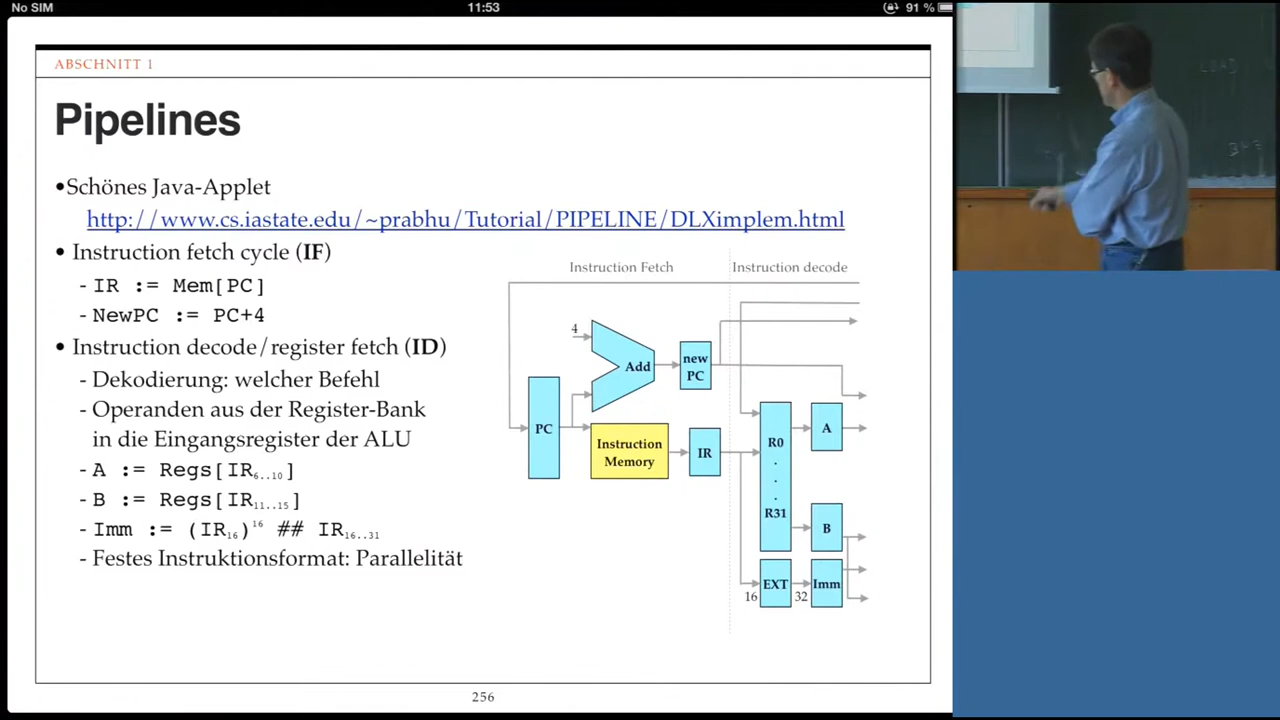 No SIM 11:53 91 %
ABSCHNITT 1
Pipelines
•Schönes Java-Applet
http://www.cs.iastate.edu/~prabhu/Tutorial/PIPELINE/DLXimplem.html
• Instruction fetch cycle (IF)
- IR := Mem[PC]
- NewPC := PC+4
• Instruction decode/register fetch (ID)
- Dekodierung: welcher Befehl
- Operanden aus der Register-Bank
in die Eingangsregister der ALU
- A := Regs[IR6..10]
- B := Regs[IR11..15]
- Imm := (IR16)16 ## IR16..31
- Festes Instruktionsformat: Parallelität
Instruction Fetch
Instruction decode
4
Add
new
PC
PC
Instruction
Memory
IR
R0
.
.
.
R31
A
B
EXT
Imm
16
32
256
LOAD